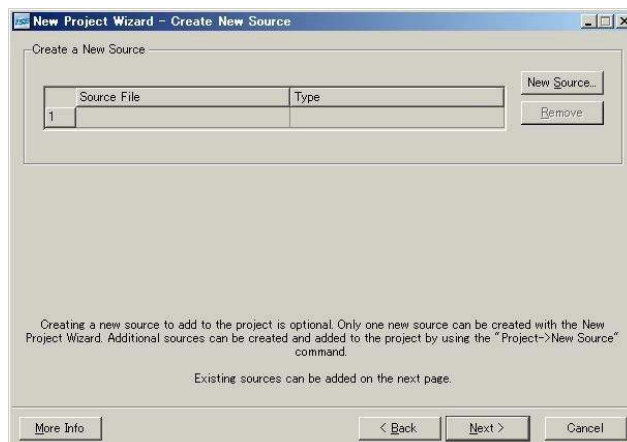 New Project Wizard - Create New Source
Create a New Source
Source File Type
1
New Source...
Remove
Creating a new source to add to the project is optional. Only one new source can be created with the New
Project Wizard. Additional sources can be created and added to the project by using the "Project->New Source"
command.
Existing sources can be added on the next page.
More Info < Back Next > Cancel